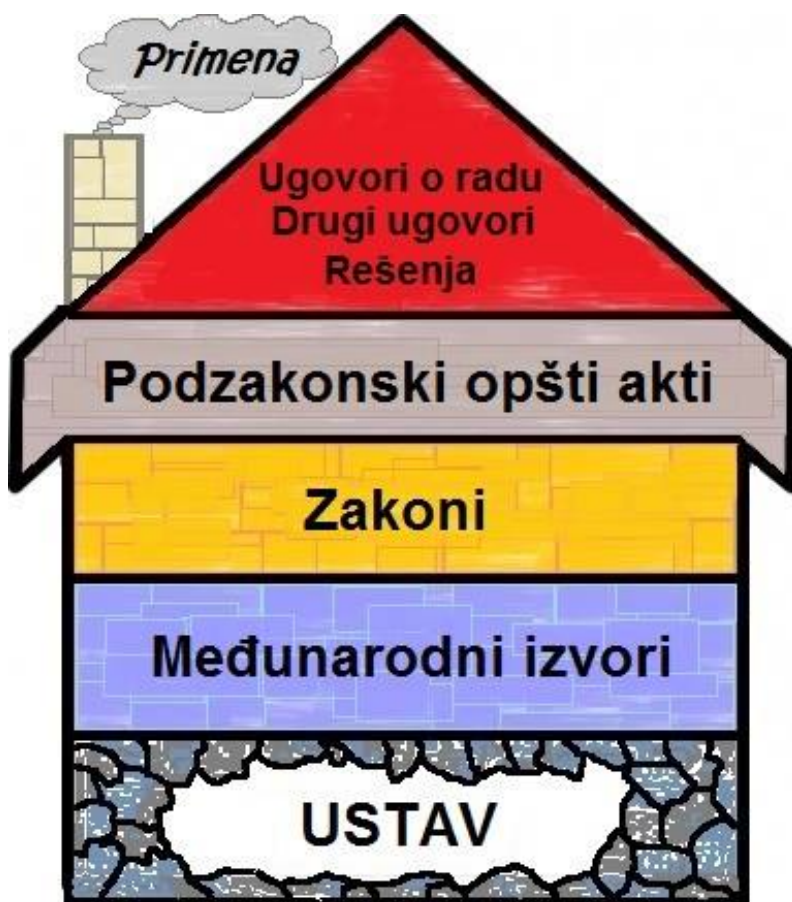 Primena
Ugovori o radu
Drugi ugovori
Rešenja
Podzakonski opšti akti
Zakoni
Međunarodni izvori
USTAV